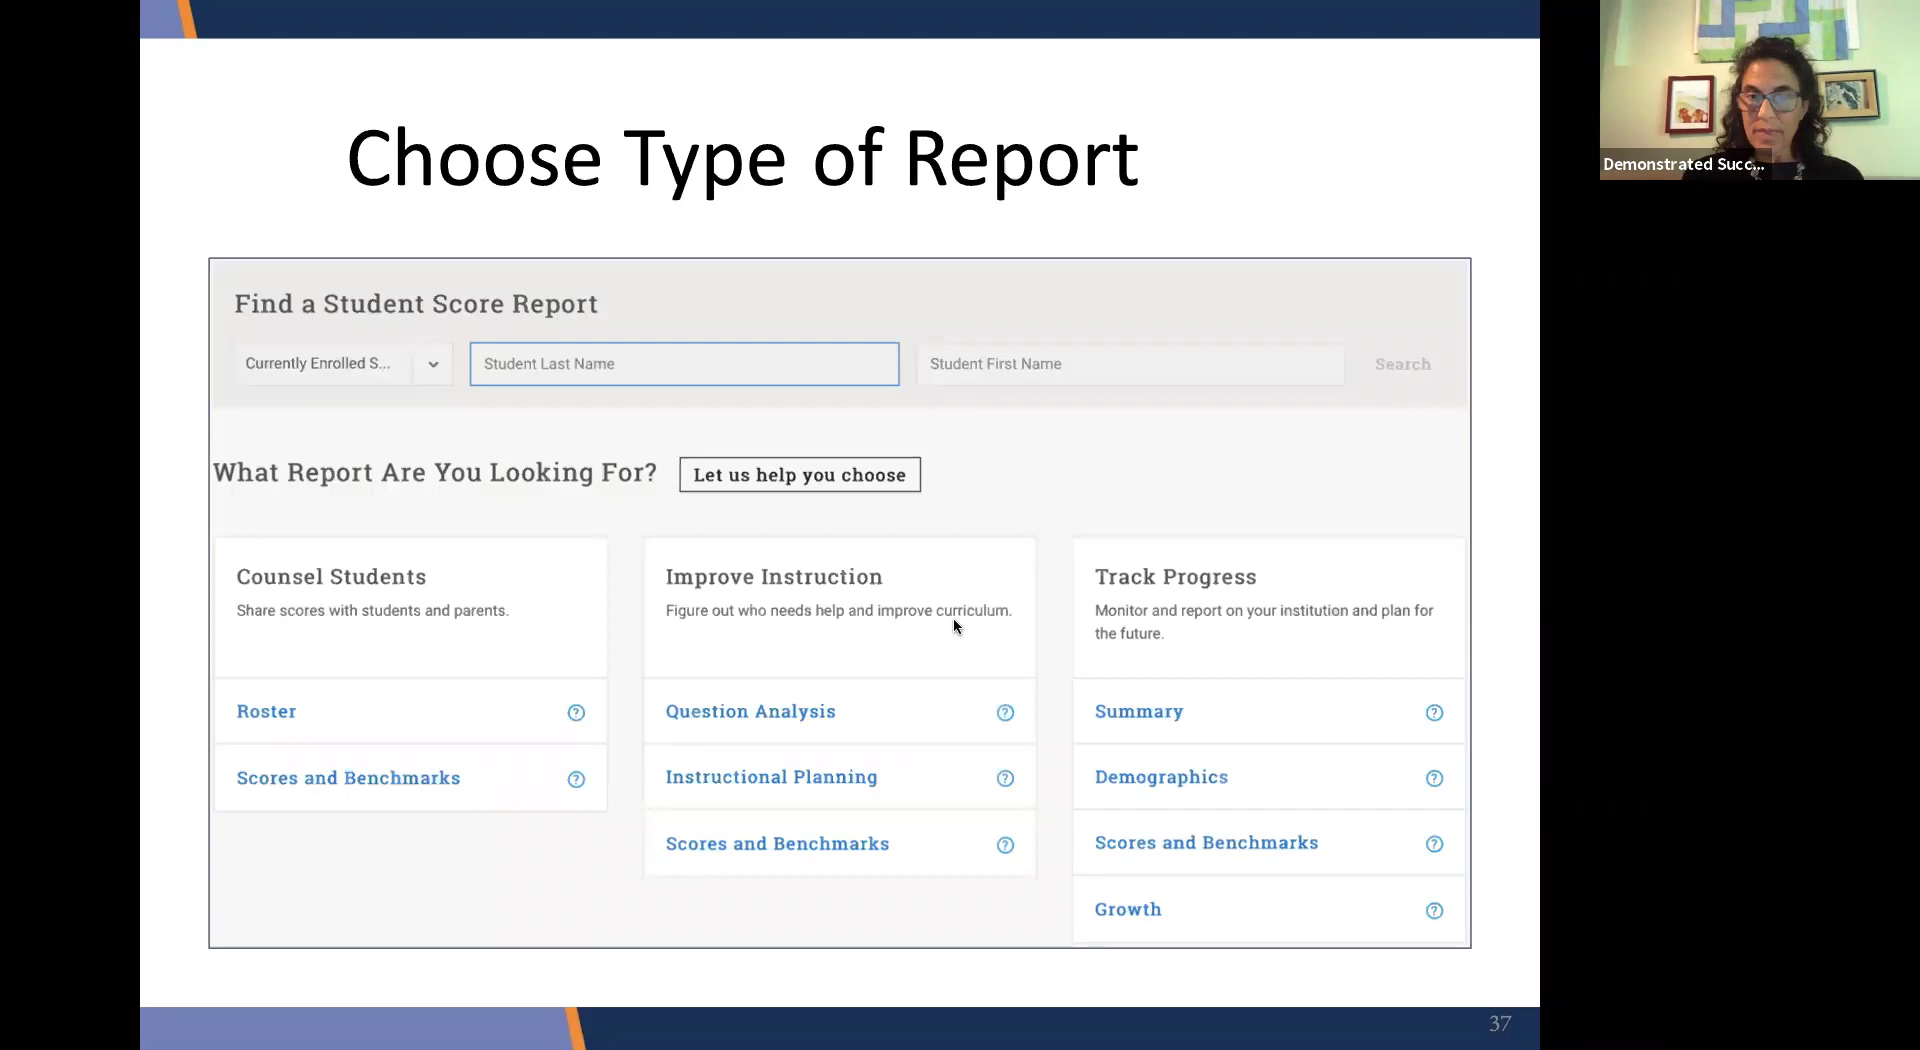 Choose Type of Report
Demonstrated Succ...
Find a Student Score Report
Currently Enrolled S... Student Last Name Student First Name Search
What Report Are You Looking For? Let us help you choose
Counsel Students
Share scores with students and parents.
Roster
Scores and Benchmarks
Improve Instruction
Figure out who needs help and improve curriculum.
Question Analysis
Instructional Planning
Scores and Benchmarks
Track Progress
Monitor and report on your institution and plan for
the future.
Summary
Demographics
Scores and Benchmarks
Growth
37